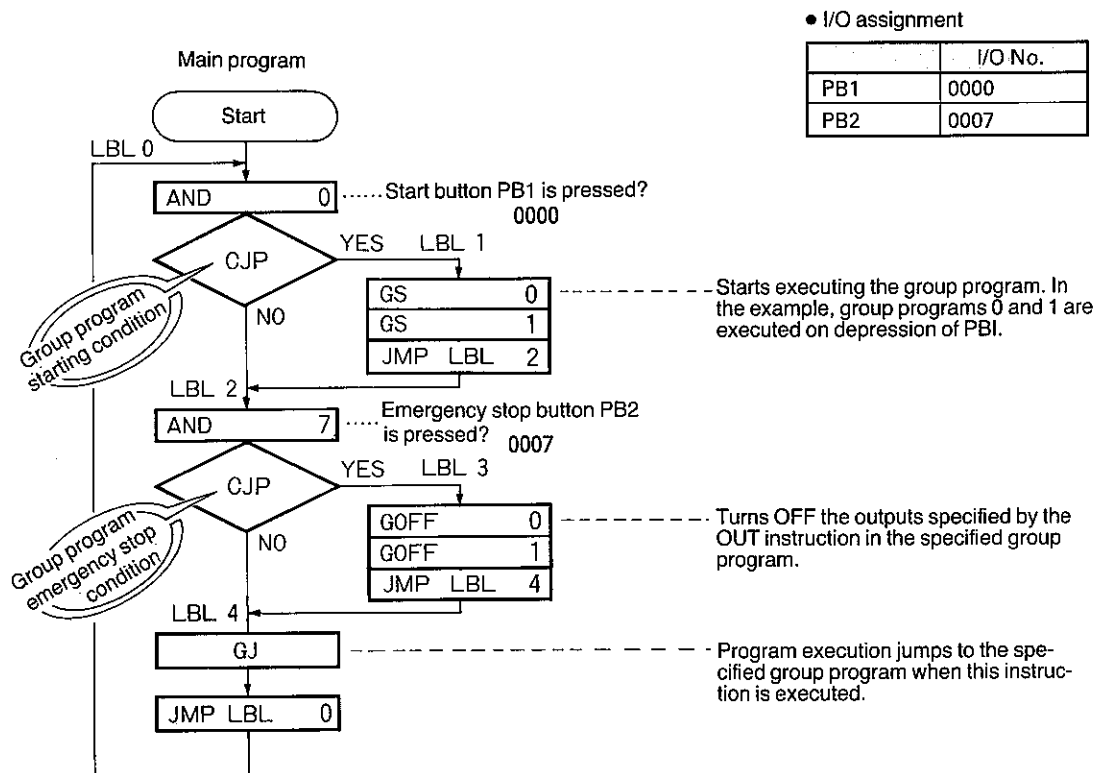 ● I/O assignment
I/O No.
PB1 0000
PB2 0007
Main program
Start
LBL 0
AND 0
Start button PB1 is pressed?
0000
CJP
YES LBL 1
NO
Group program
starting condition
GS 0
GS 1
JMP LBL 2
Starts executing the group program. In
the example, group programs 0 and 1 are
executed on depression of PBI.
LBL 2
AND 7
Emergency stop button PB2
is pressed? 0007
CJP
YES LBL 3
NO
Group program
emergency stop
condition
GOFF 0
GOFF 1
JMP LBL 4
Turns OFF the outputs specified by the
OUT instruction in the specified group
program.
LBL 4
GJ
Program execution jumps to the spe-
cified group program when this instruc-
tion is executed.
JMP LBL 0